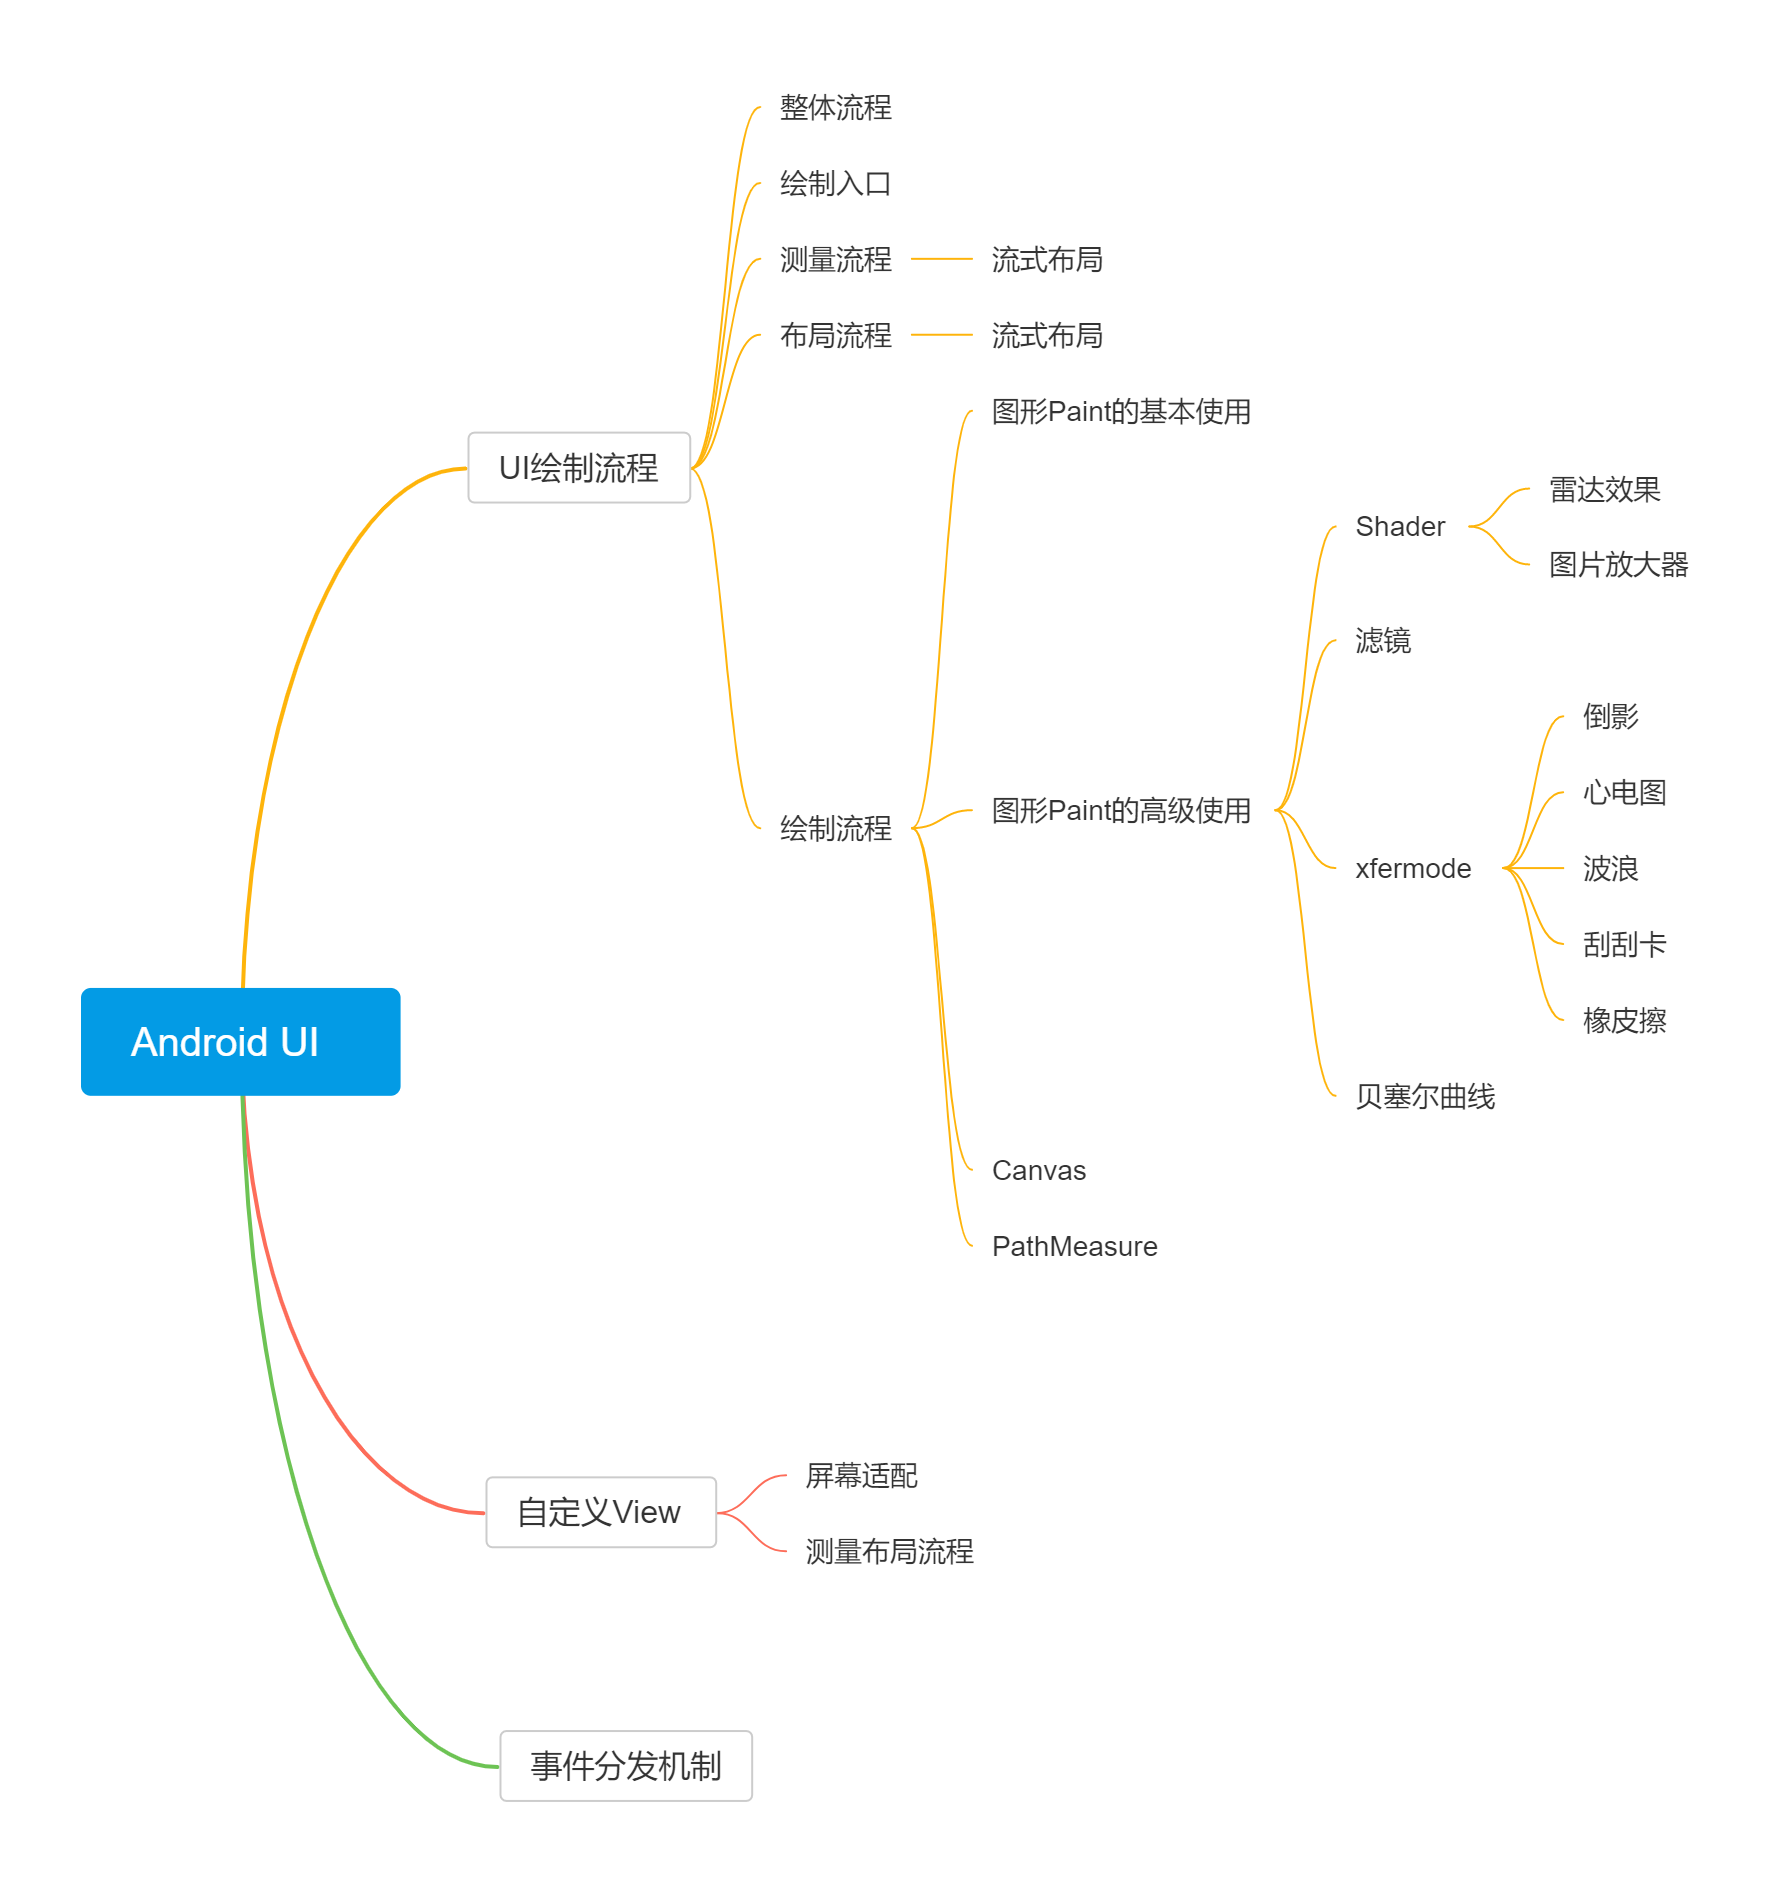 Android UI
UI绘制流程
整体流程
绘制入口
测量流程
流式布局
布局流程
流式布局
绘制流程
图形Paint的基本使用
图形Paint的高级使用
Shader
雷达效果
图片放大器
滤镜
xfermode
倒影
心电图
波浪
刮刮卡
橡皮擦
贝塞尔曲线
Canvas
PathMeasure
自定义View
屏幕适配
测量布局流程
事件分发机制